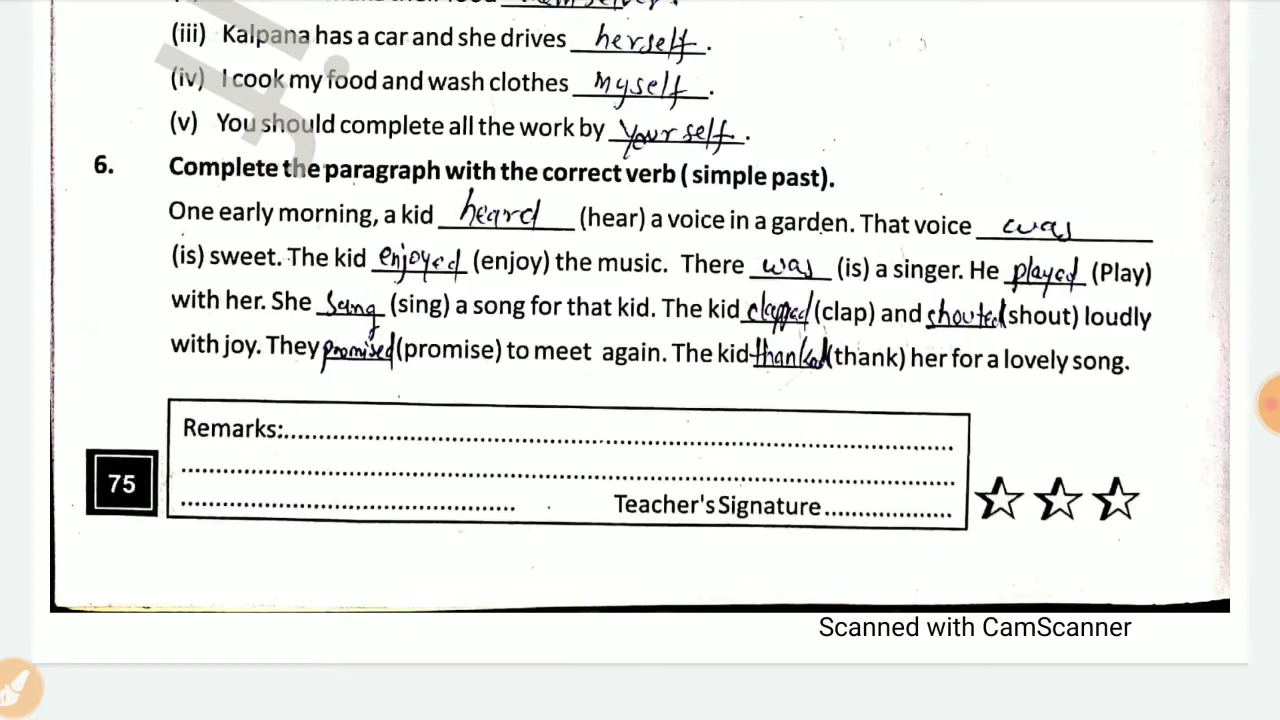 (iii) Kalpana has a car and she drives herself.
(iv) I cook my food and wash clothes myself.
(v) You should complete all the work by yourself.
6. Complete the paragraph with the correct verb ( simple past).
One early morning, a kid heard (hear) a voice in a garden. That voice was
(is) sweet. The kid enjoyed (enjoy) the music. There was (is) a singer. He played (Play)
with her. She sang (sing) a song for that kid. The kid clapped (clap) and shouted (shout) loudly
with joy. They promised (promise) to meet again. The kid thanked (thank) her for a lovely song.
Remarks:..........
75
Teacher's Signature..........
Scanned with CamScanner